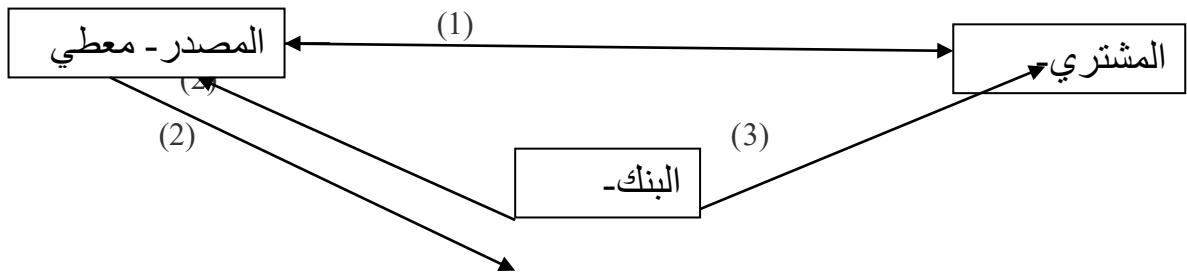 (1)
المصدر- معطي
المشتري-
(2)
(2)
(3)
البنك-